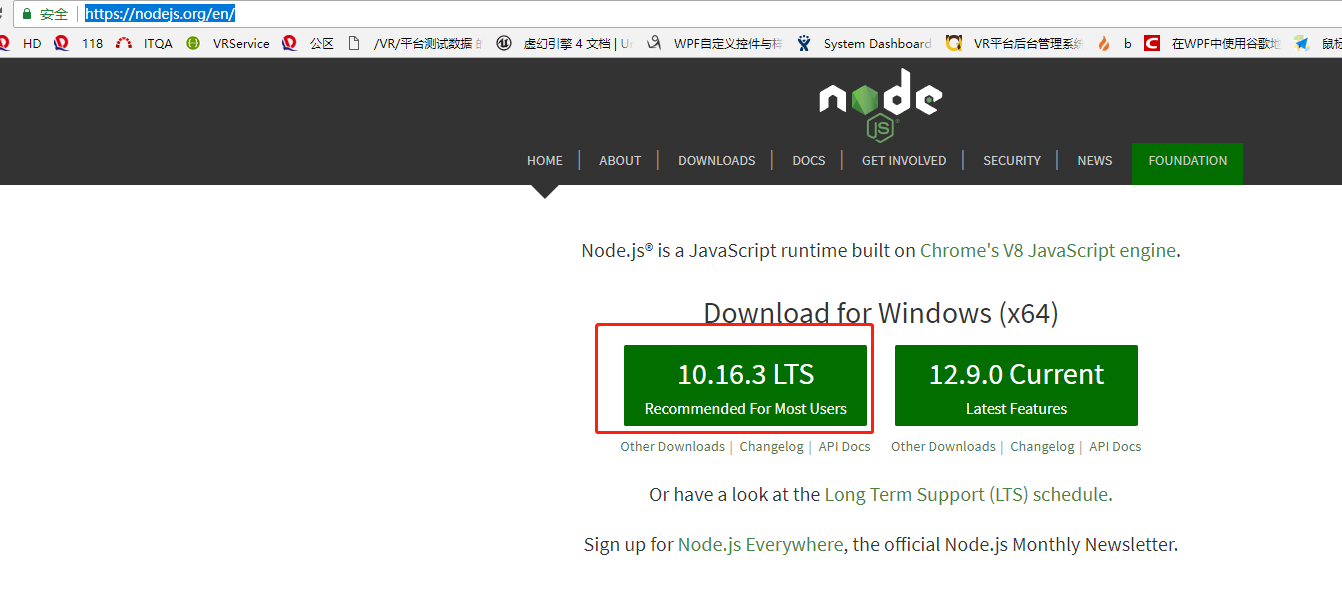 安全 https://nodejs.org/en/
HD 118 ITQA VRService 公区 /VR/平台测试数据 虚幻引擎 4 文档 | WPF自定义控件与样 System Dashboard VR平台后台管理系统 b 在WPF中使用谷歌地 鼠标
node
JS
HOME ABOUT DOWNLOADS DOCS GET INVOLVED SECURITY NEWS FOUNDATION
Node.js® is a JavaScript runtime built on Chrome's V8 JavaScript engine.
Download for Windows (x64)
10.16.3 LTS
Recommended For Most Users
12.9.0 Current
Latest Features
Other Downloads | Changelog | API Docs
Other Downloads | Changelog | API Docs
Or have a look at the Long Term Support (LTS) schedule.
Sign up for Node.js Everywhere, the official Node.js Monthly Newsletter.